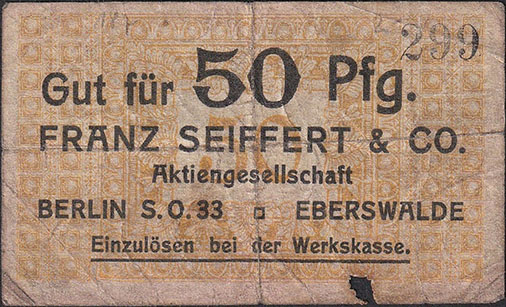 299
Gut für 50 Pfg.
FRANZ SEIFFERT & CO.
Aktiengesellschaft
BERLIN S.O.33 □ EBERSWALDE
Einzulösen bei der Werkskasse.